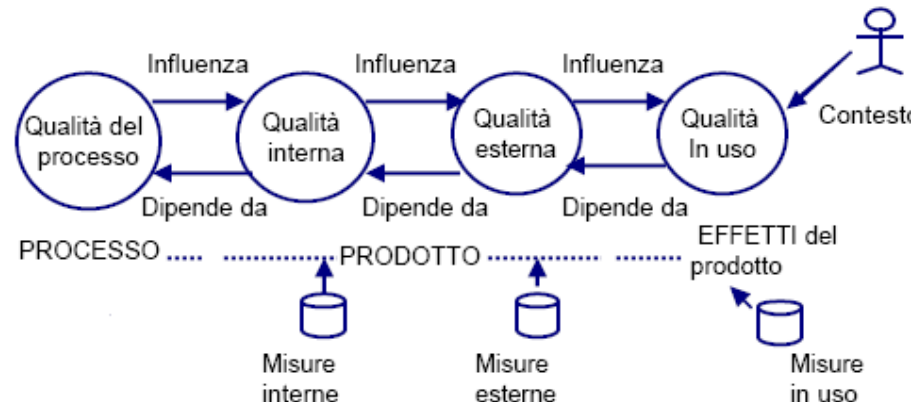 Influenza
Influenza
Influenza
Qualità del
processo
Qualità
interna
Qualità
esterna
Qualità
In uso
Contesto
Dipende da
Dipende da
Dipende da
PROCESSO ..... .. ............... PRODOTTO ............ .. ..........
EFFETTI del
prodotto
Misure
interne
Misure
esterne
Misure
in uso